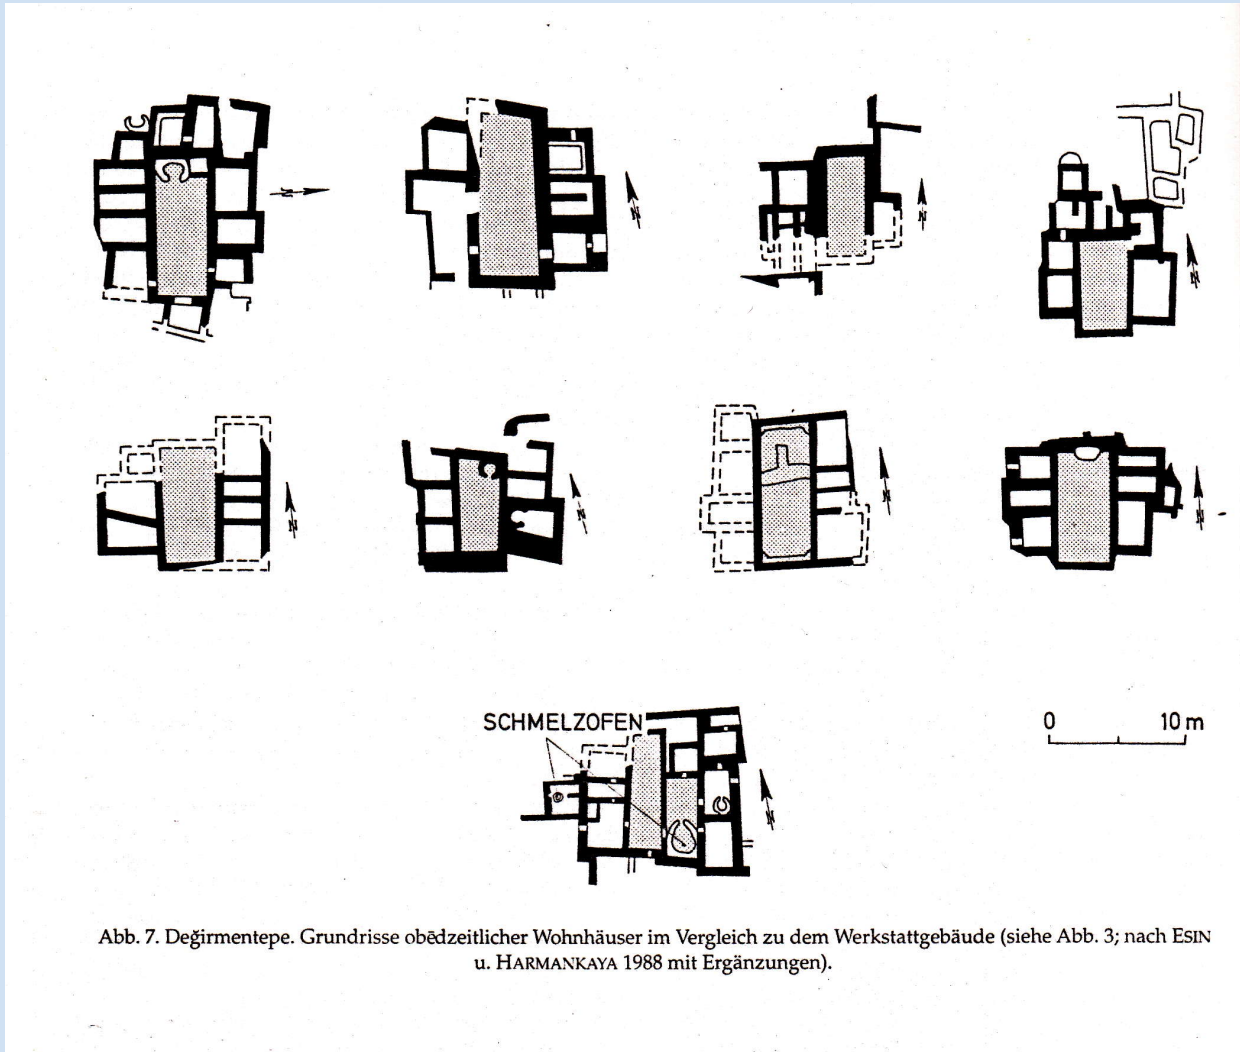 N
N
N
N
N
N
N
N
SCHMELZOFEN
0 10 m
N
Abb. 7. Değirmentepe. Grundrisse obēdzeitlicher Wohnhäuser im Vergleich zu dem Werkstattgebäude (siehe Abb. 3; nach ESIN
u. HARMANKAYA 1988 mit Ergänzungen).